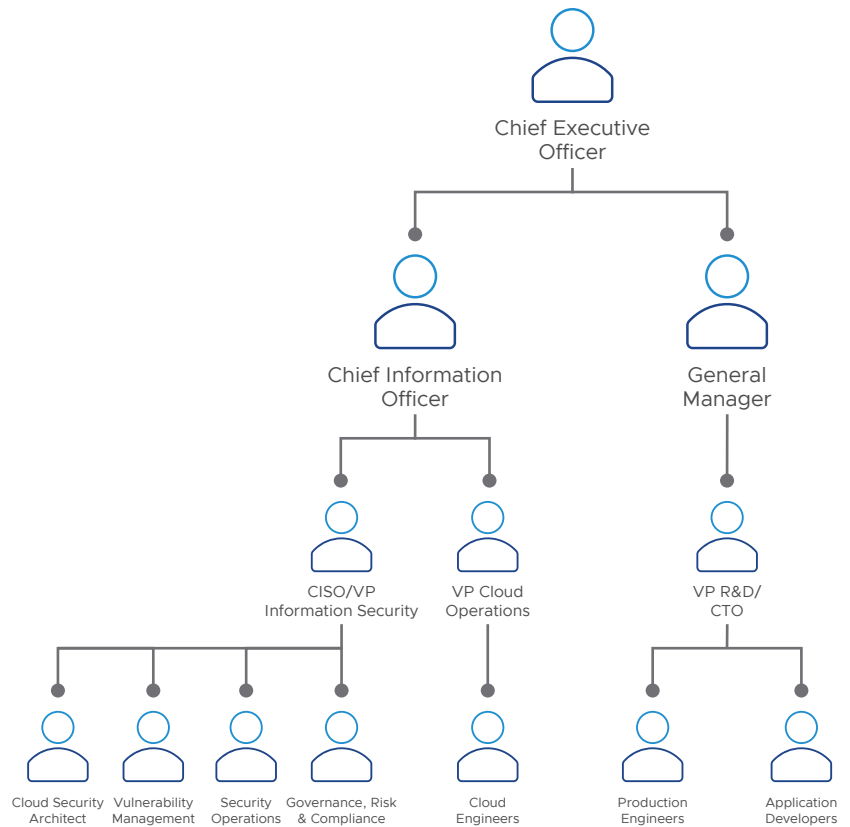 Chief Executive
Officer
Chief Information
Officer
General
Manager
CISO/VP
Information Security
VP Cloud
Operations
VP R&D/
CTO
Cloud Security
Architect
Vulnerability
Management
Security
Operations
Governance, Risk
& Compliance
Cloud
Engineers
Production
Engineers
Application
Developers